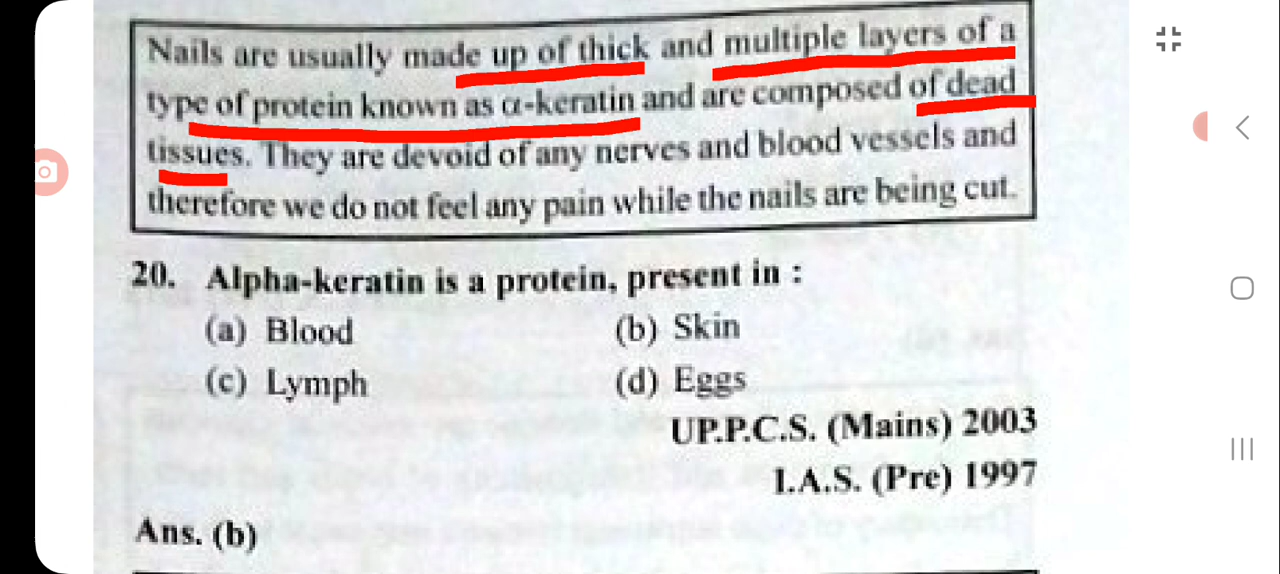 Nails are usually made up of thick and multiple layers of a
type of protein known as α-keratin and are composed of dead
tissues. They are devoid of any nerves and blood vessels and
therefore we do not feel any pain while the nails are being cut.
20. Alpha-keratin is a protein, present in :
(a) Blood (b) Skin
(c) Lymph (d) Eggs
U.P.P.C.S. (Mains) 2003
I.A.S. (Pre) 1997
Ans. (b)